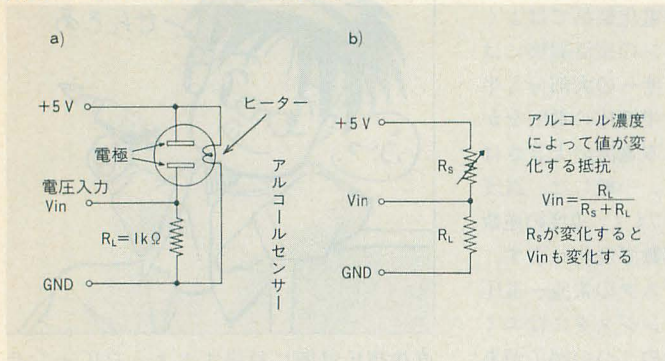 a)
+5V
ヒーター
電極
電圧入力
Vin
RL=1kΩ
GND
アルコールセンサー
b)
+5V
RS
Vin
RL
GND
アルコール濃度
によって値が変
化する抵抗
Vin=RL/(RS+RL)
RSが変化すると
Vinも変化する